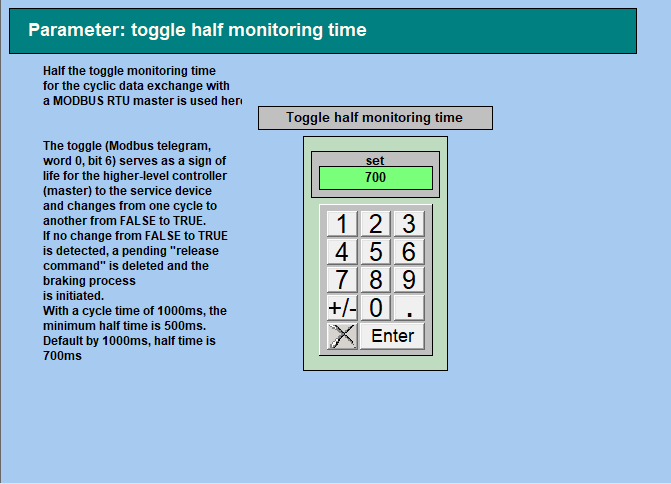 Parameter: toggle half monitoring time
Half the toggle monitoring time
for the cyclic data exchange with
a MODBUS RTU master is used here
Toggle half monitoring time
The toggle (Modbus telegram,
word 0, bit 6) serves as a sign of
life for the higher-level controller
(master) to the service device
and changes from one cycle to
another from FALSE to TRUE.
If no change from FALSE to TRUE
is detected, a pending "release
command" is deleted and the
braking process
is initiated.
With a cycle time of 1000ms, the
minimum half time is 500ms.
Default by 1000ms, half time is
700ms
set
700
1 2 3
4 5 6
7 8 9
+/- 0 .
X Enter